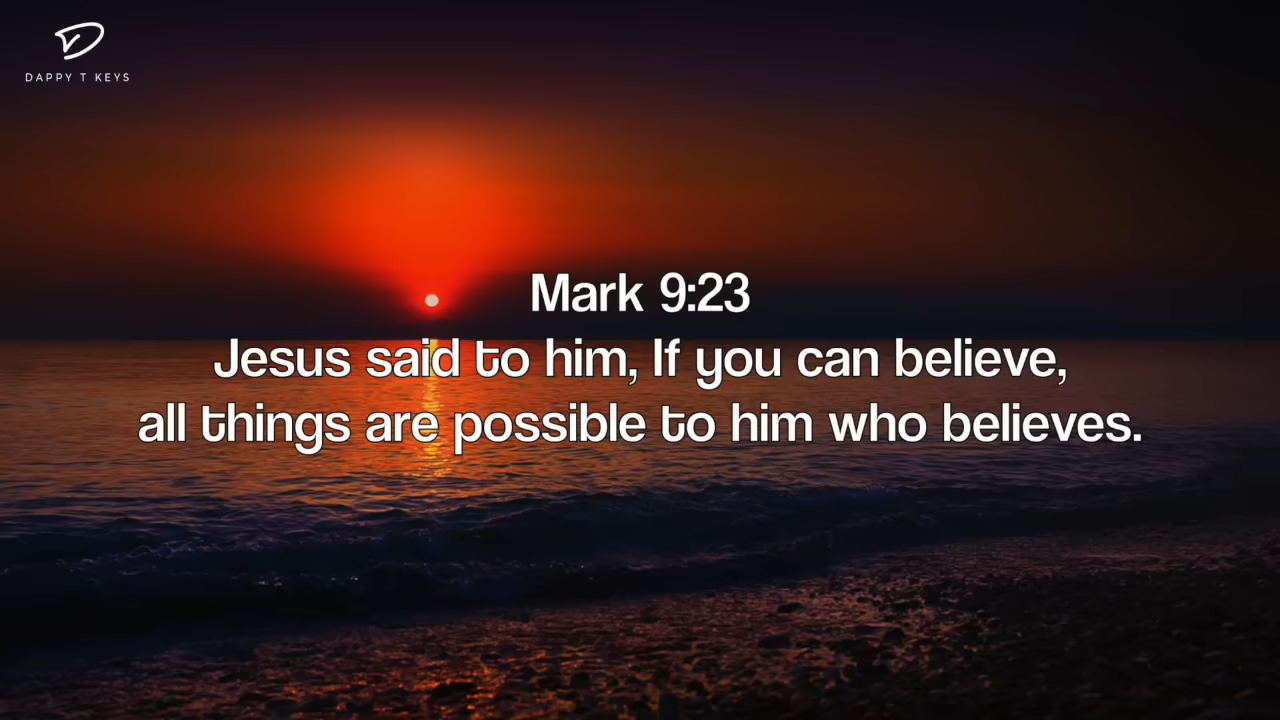 DAPPY T KEYS
Mark 9:23
Jesus said to him, If you can believe,
all things are possible to him who believes.